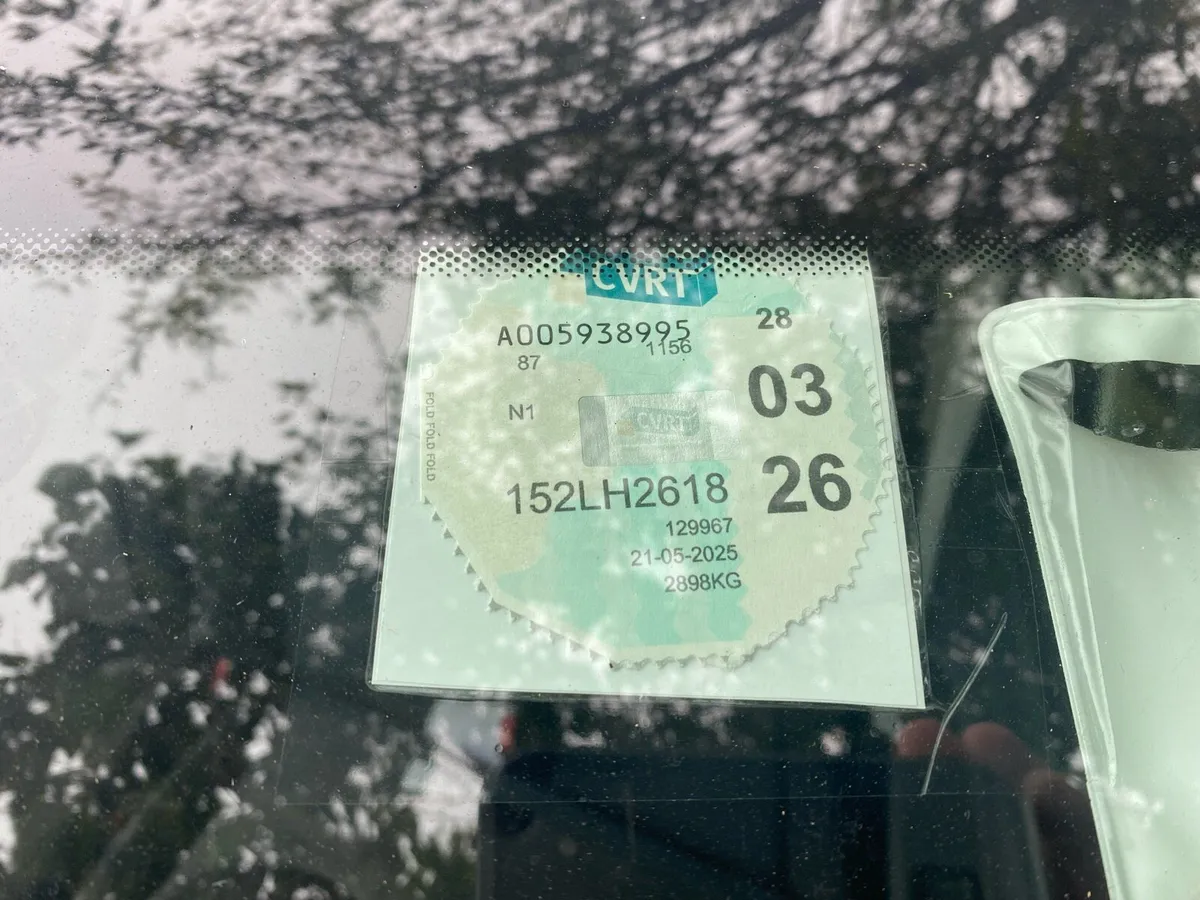 CVRT
A005938995
28
1156
87
03
N1
CVRT
FOLD FOLD FOLD
26
152LH2618
129967
21-05-2025
2898KG